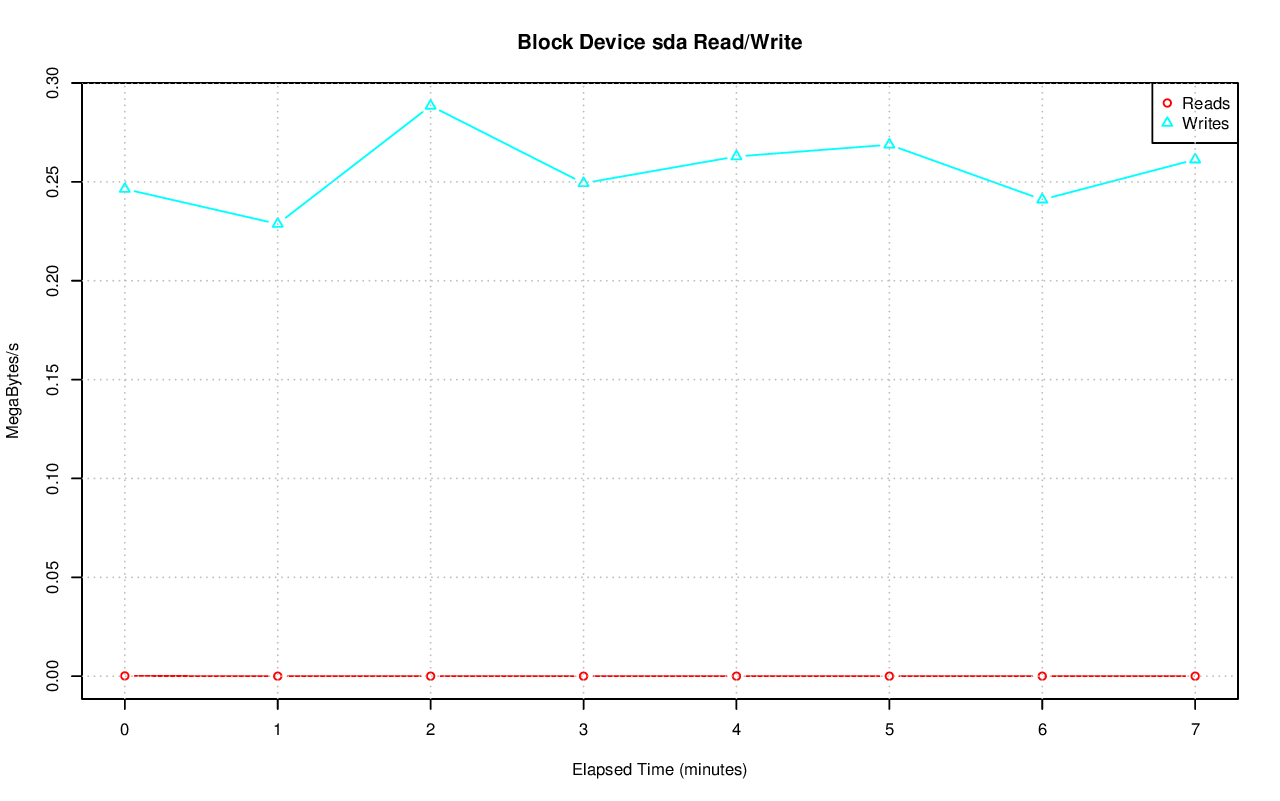 Block Device sda Read/Write
0.30
0.25
0.20
0.15
0.10
0.05
0.00
MegaBytes/s
Reads
Writes
0 1 2 3 4 5 6 7
Elapsed Time (minutes)